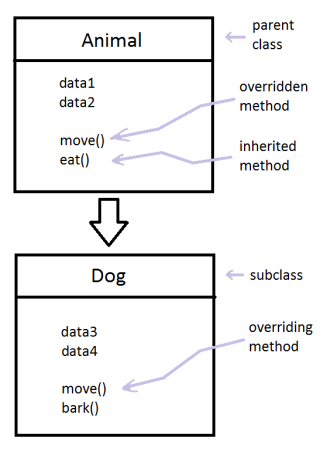 Animal
parent
class
data1
data2
overridden
method
move()
eat()
inherited
method
Dog
subclass
data3
data4
overriding
method
move()
bark()